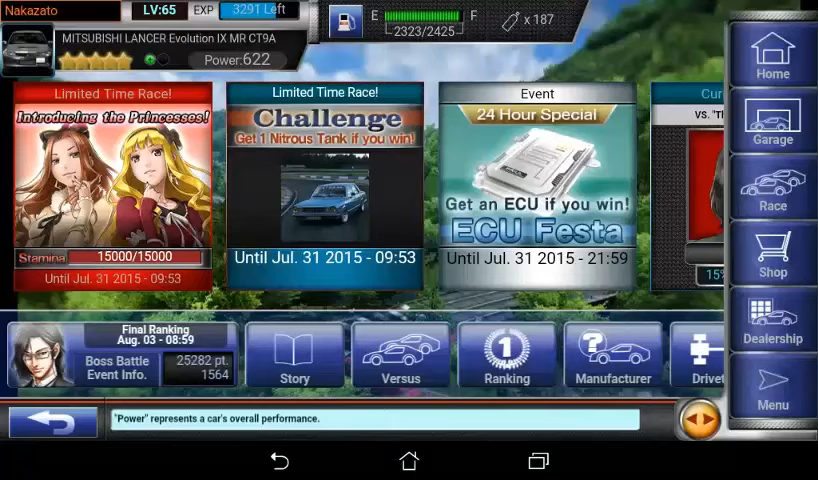 Nakazato
LV:65
EXP
3291 Left
E
F
2323/2425
x 187
MITSUBISHI LANCER Evolution IX MR CT9A
Power:622
Limited Time Race!
Introducing the Princesses!
Stamina
15000/15000
Until Jul. 31 2015 - 09:53
Limited Time Race!
Challenge
Get 1 Nitrous Tank if you win!
Until Jul. 31 2015 - 09:53
Event
24 Hour Special
Get an ECU if you win!
ECU Festa
Until Jul. 31 2015 - 21:59
VS.
15%
Home
Garage
Race
Shop
Dealership
Menu
Final Ranking
Aug. 03 - 08:59
Boss Battle
Event Info.
25282 pt.
1564
Story
Versus
1
Ranking
?
Manufacturer
Drivet
"Power" represents a car's overall performance.